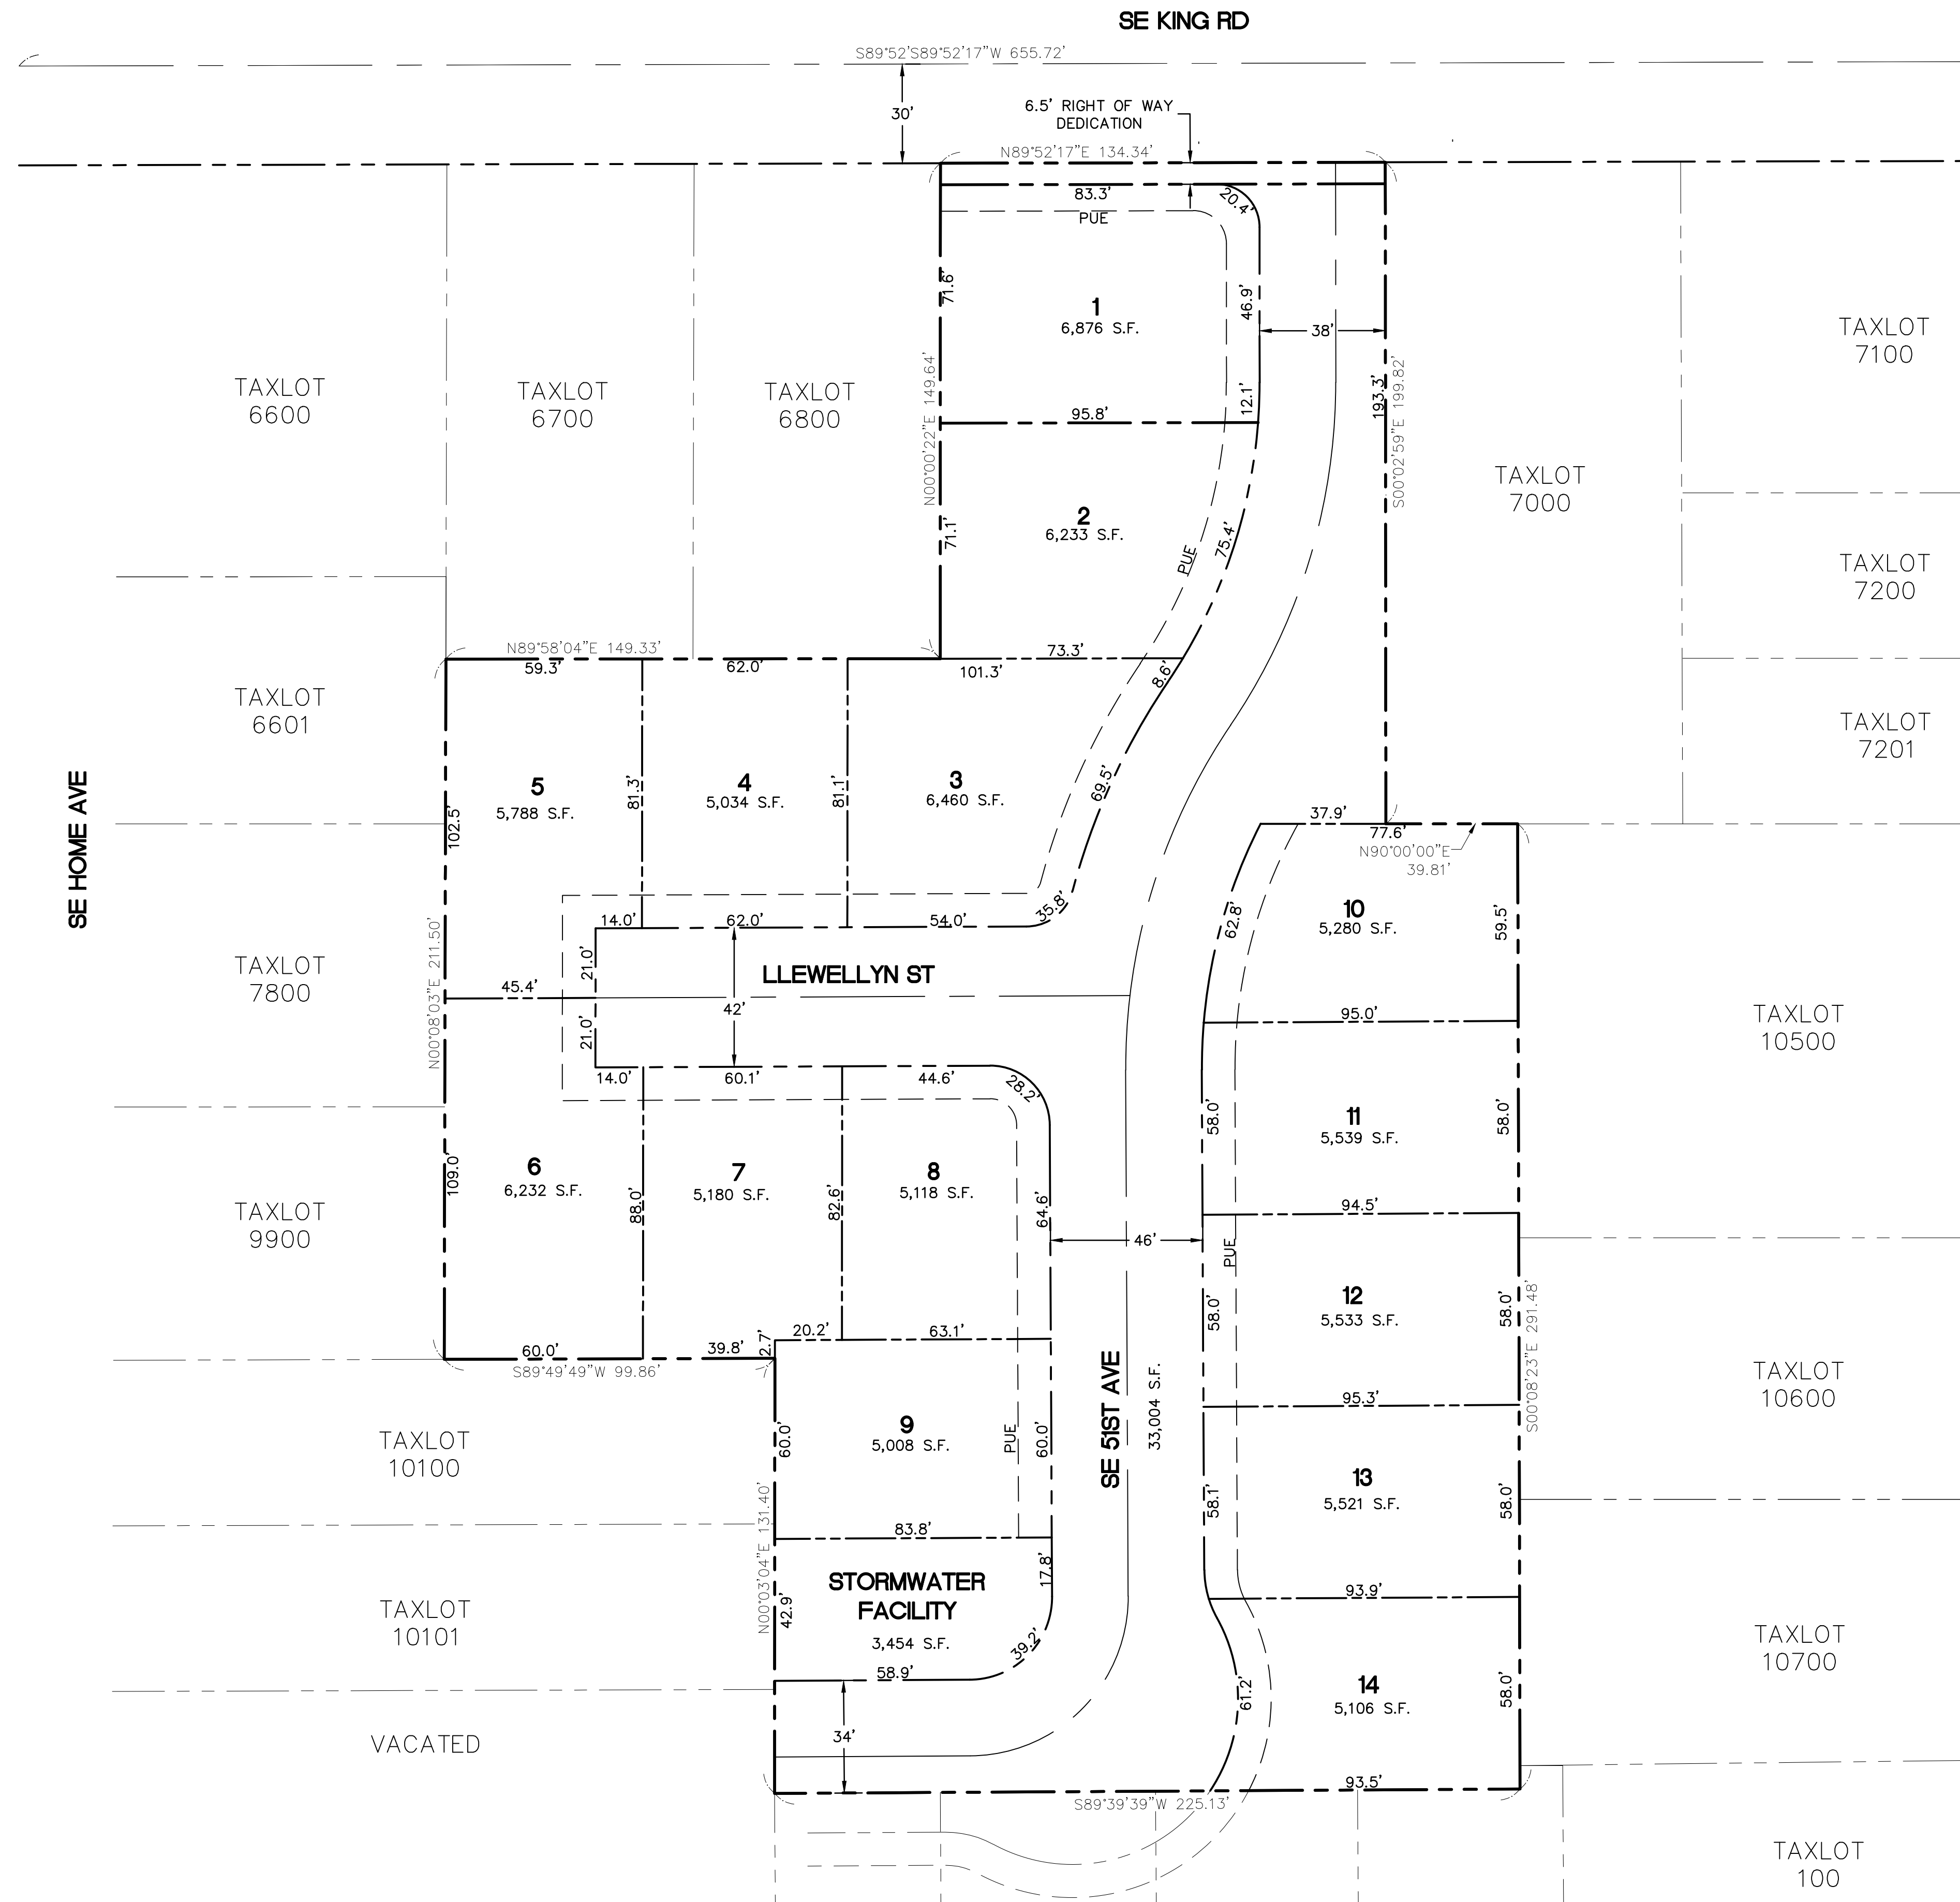 SE KING RD
S89°52'S89°52'17"W 655.72'
30'
6.5' RIGHT OF WAY
DEDICATION
N89°52'17"E 134.34'
83.3'
20.4'
PUE
71.6'
1
6,876 S.F.
46.9'
38'
12.1'
95.8'
N00°00'22"E 149.64'
193.3'
S00°02'59"E 199.82'
TAXLOT
6600
TAXLOT
6700
TAXLOT
6800
TAXLOT
7000
TAXLOT
7100
TAXLOT
7200
TAXLOT
7201
2
6,233 S.F.
71.1'
75.4'
PUE
N89°58'04"E 149.33'
59.3'
62.0'
73.3'
101.3'
8.6'
TAXLOT
6601
SE HOME AVE
5
5,788 S.F.
102.5'
81.3'
4
5,034 S.F.
81.1'
3
6,460 S.F.
69.5'
37.9'
77.6'
N90°00'00"E
39.81'
14.0'
62.0'
54.0'
35.8'
62.8'
10
5,280 S.F.
59.5'
N00°08'03"E 211.50'
TAXLOT
7800
21.0'
LLEWELLYN ST
45.4'
42'
21.0'
95.0'
TAXLOT
10500
14.0'
60.1'
44.6'
28.2'
58.0'
11
5,539 S.F.
58.0'
109.0'
6
6,232 S.F.
88.0'
7
5,180 S.F.
82.6'
8
5,118 S.F.
64.6'
TAXLOT
9900
94.5'
46'
PUE
58.0'
12
5,533 S.F.
58.0'
S00°08'23"E 291.48'
20.2'
63.1'
60.0'
39.8'
2.7'
S89°49'49"W 99.86'
SE 51ST AVE
33,004 S.F.
TAXLOT
10600
95.3'
60.0'
9
5,008 S.F.
PUE
60.0'
TAXLOT
10100
58.1'
13
5,521 S.F.
58.0'
83.8'
N00°03'04"E 131.40'
STORMWATER
FACILITY
3,454 S.F.
42.9'
17.8'
39.2'
58.9'
93.9'
TAXLOT
10101
TAXLOT
10700
61.2'
14
5,106 S.F.
58.0'
VACATED
34'
93.5'
S89°39'39"W 225.13'
TAXLOT
100